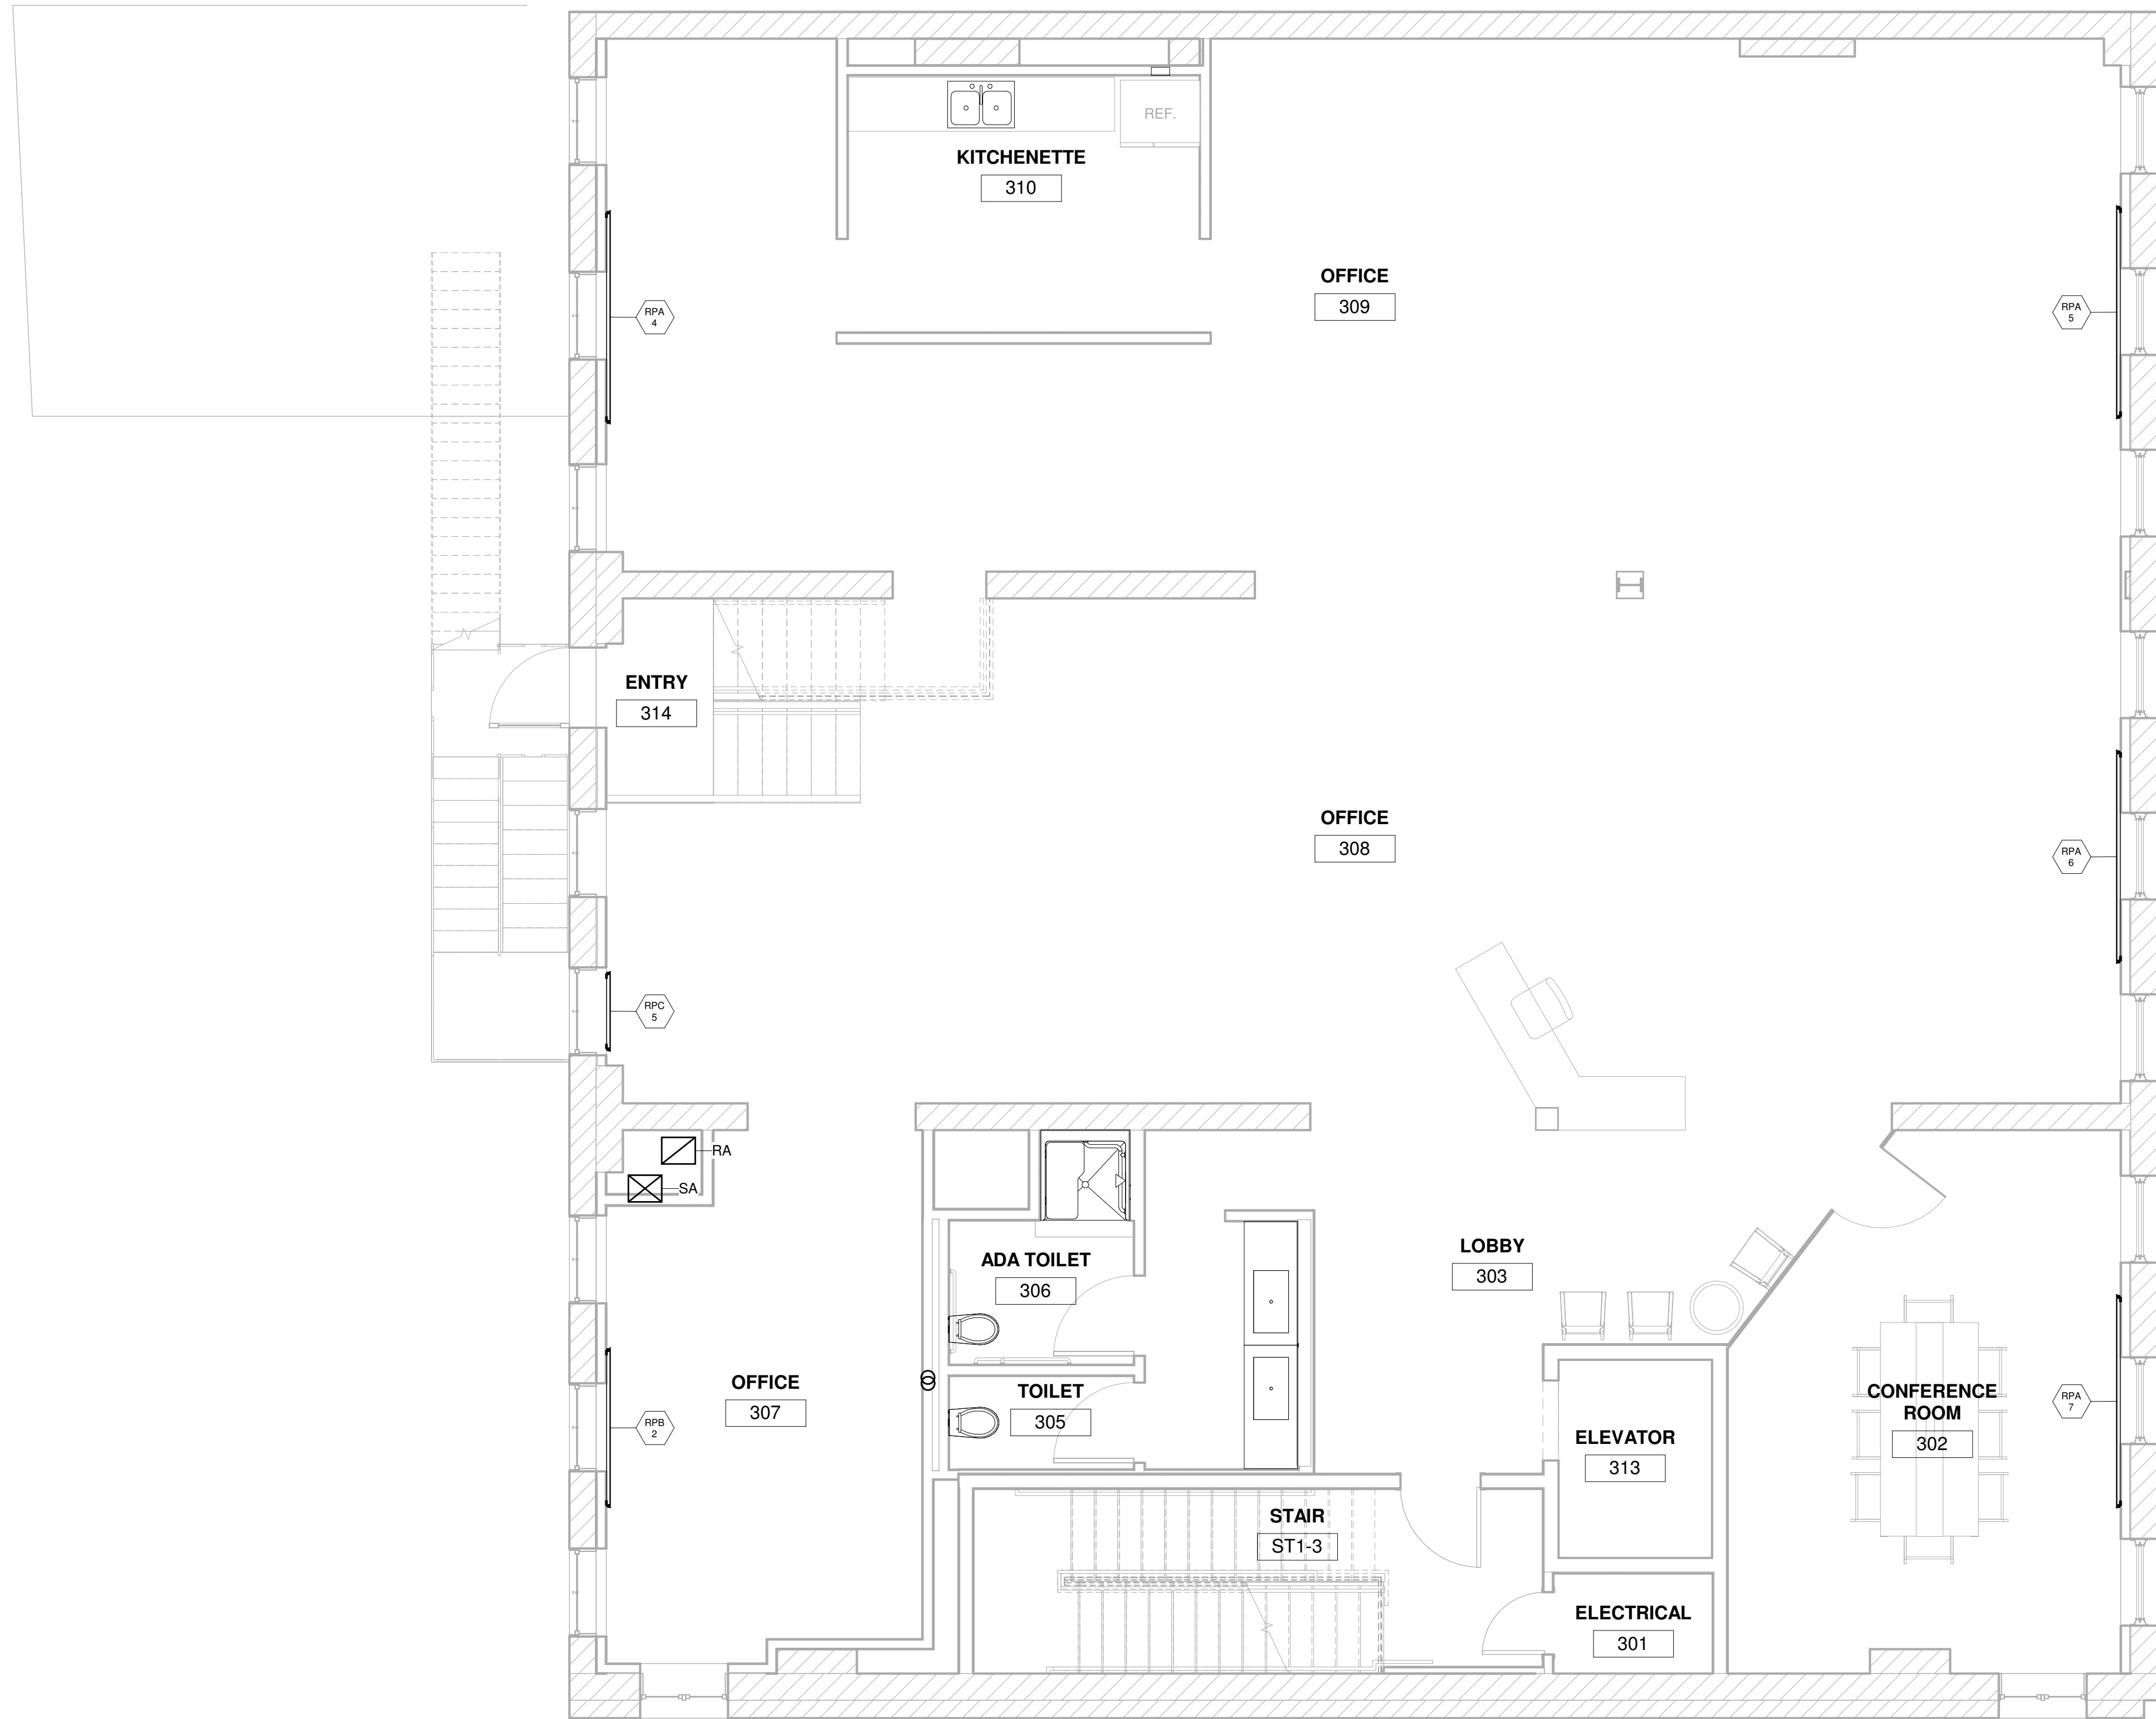 REF.
KITCHENETTE
310
OFFICE
309
RPA
4
RPA
5
ENTRY
314
OFFICE
308
RPA
6
RPC
5
RA
SA
ADA TOILET
306
LOBBY
303
OFFICE
307
TOILET
305
CONFERENCE
ROOM
302
RPA
7
RPB
2
ELEVATOR
313
STAIR
ST1-3
ELECTRICAL
301